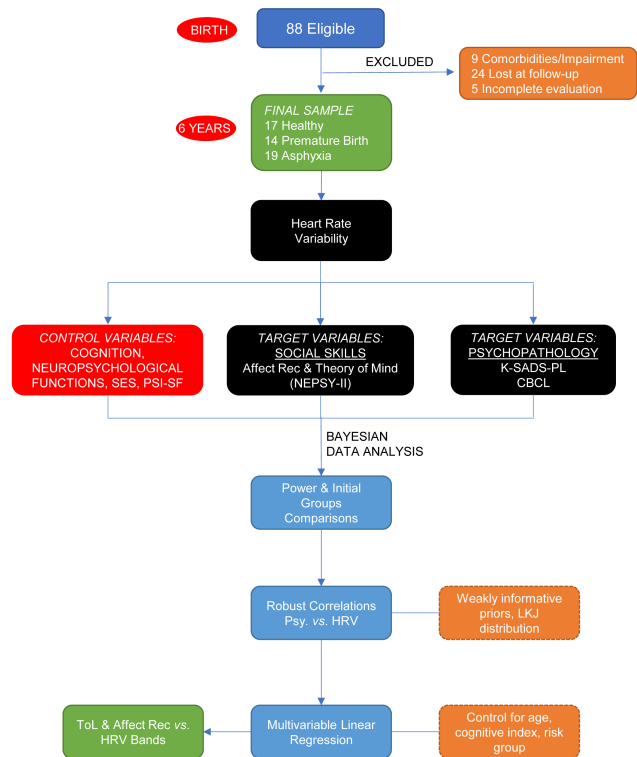 BIRTH
88 Eligible
EXCLUDED
9 Comorbidities/Impairment
24 Lost at follow-up
5 Incomplete evaluation
6 YEARS
FINAL SAMPLE
17 Healthy
14 Premature Birth
19 Asphyxia
Heart Rate
Variability
CONTROL VARIABLES:
COGNITION,
NEUROPSYCHOLOGICAL
FUNCTIONS, SES, PSI-SF
TARGET VARIABLES:
SOCIAL SKILLS
Affect Rec & Theory of Mind
(NEPSY-II)
TARGET VARIABLES:
PSYCHOPATHOLOGY
K-SADS-PL
CBCL
BAYESIAN
DATA ANALYSIS
Power & Initial
Groups
Comparisons
Robust Correlations
Psy. vs. HRV
Weakly informative
priors, LKJ
distribution
ToL & Affect Rec vs.
HRV Bands
Multivariable Linear
Regression
Control for age,
cognitive index, risk
group